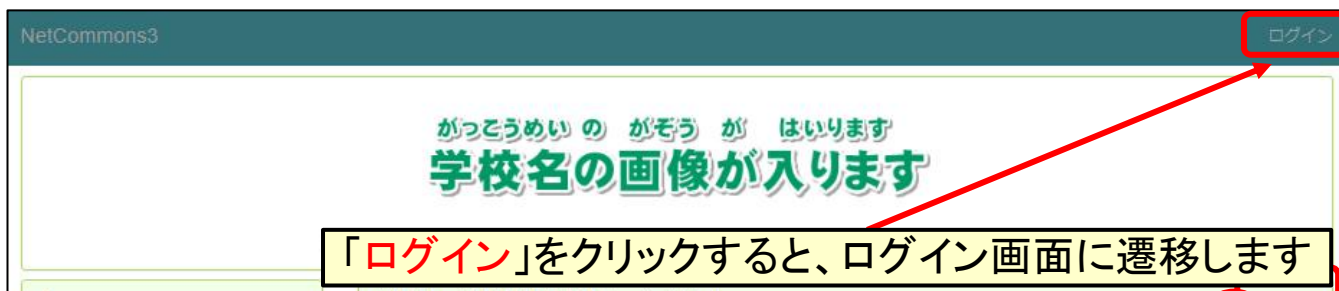 NetCommons3 ログイン
がっこうめい の がぞう が はいります
学校名の画像が入ります
「ログイン」をクリックすると、ログイン画面に遷移します